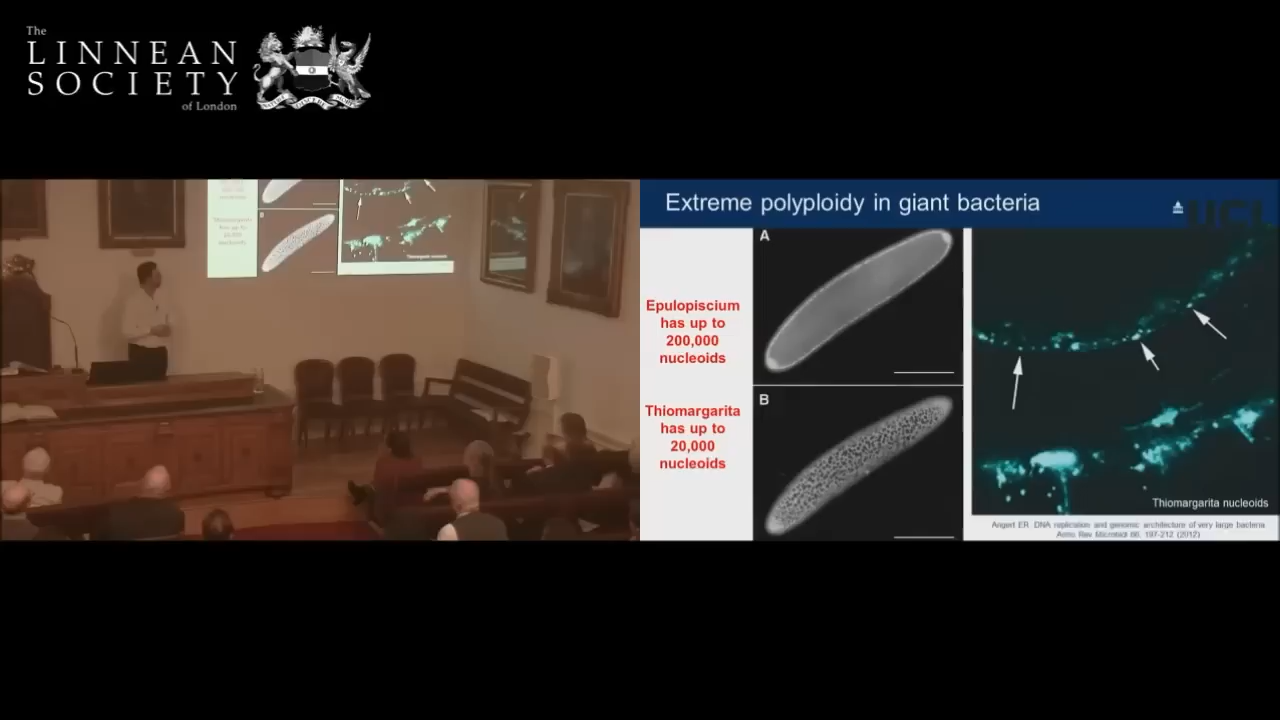 The
LINNEAN
SOCIETY
of London
Extreme polyploidy in giant bacteria
UCL
A
Epulopiscium
has up to
200,000
nucleoids
B
Thiomargarita
has up to
20,000
nucleoids
Thiomargarita nucleoids
Angert ER DNA replication and genomic architecture of very large bacteria
Annu Rev Microbiol 66 197-212 (2012)